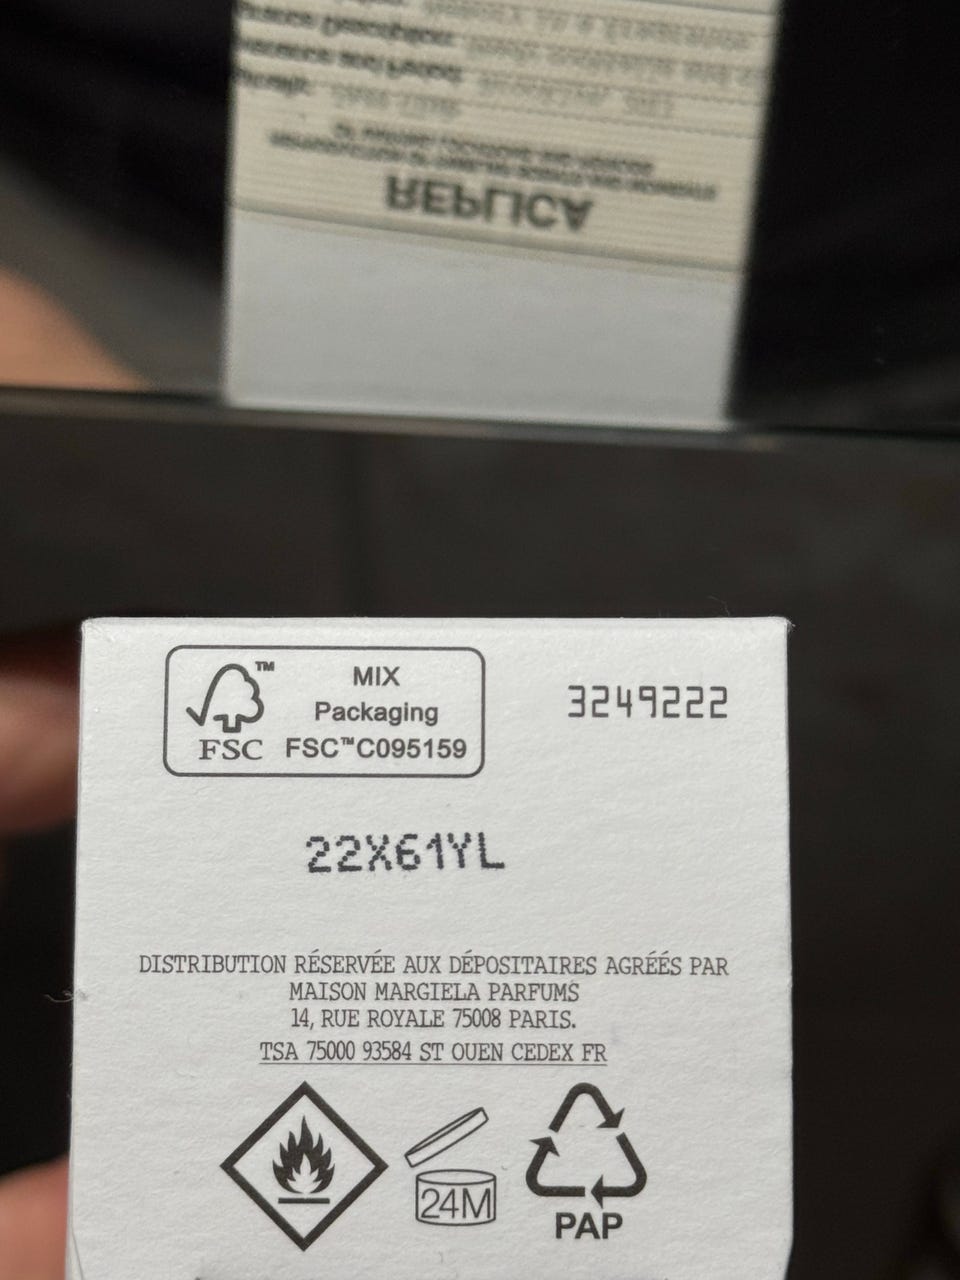 REPLICA
™
MIX
Packaging
FSC
FSC™C095159
3249222
22X61YL
DISTRIBUTION RÉSERVÉE AUX DÉPOSITAIRES AGRÉÉS PAR
MAISON MARGIELA PARFUMS
14, RUE ROYALE 75008 PARIS.
TSA 75000 93584 ST OUEN CEDEX FR
24M
PAP